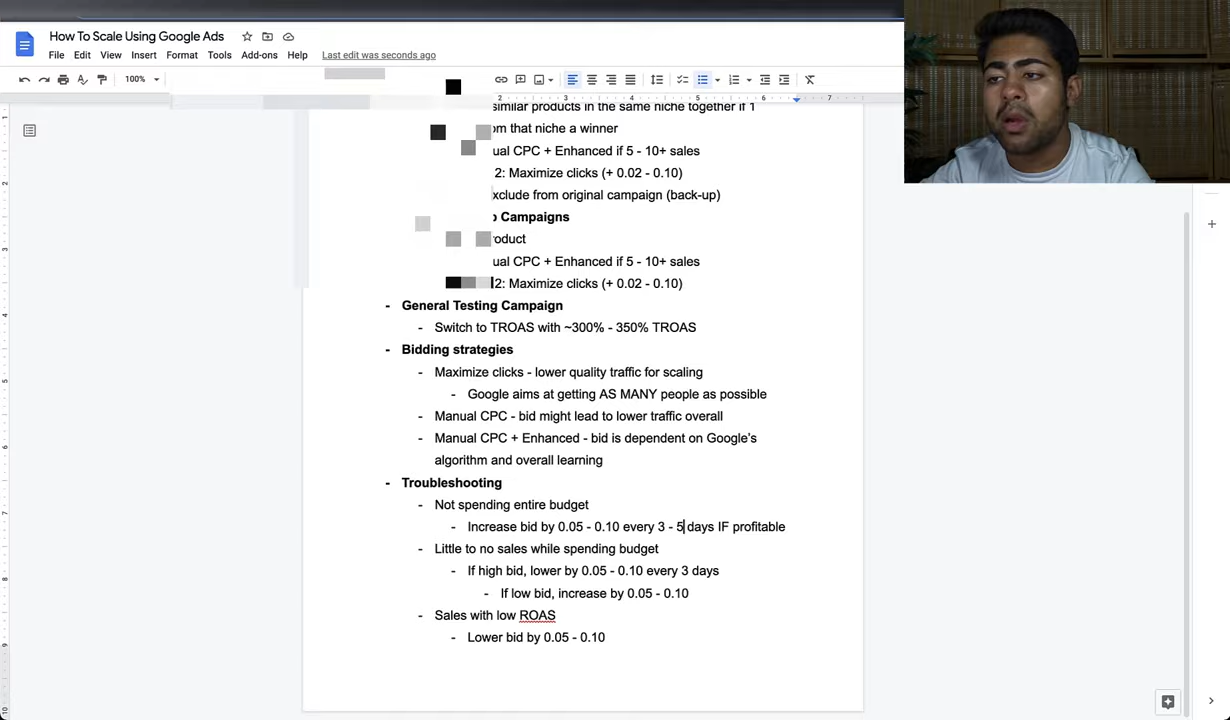 How To Scale Using Google Ads
File Edit View Insert Format Tools Add-ons Help Last edit was seconds ago
100%
2 3 4 5 6 7
similar products in the same niche together if 1
that niche a winner
CPC + Enhanced if 5 - 10+ sales
2: Maximize clicks (+ 0.02 - 0.10)
from original campaign (back-up)
Campaigns
CPC + Enhanced if 5 - 10+ sales
2: Maximize clicks (+ 0.02 - 0.10)
- General Testing Campaign
- Switch to TROAS with ~300% - 350% TROAS
- Bidding strategies
- Maximize clicks - lower quality traffic for scaling
- Google aims at getting AS MANY people as possible
- Manual CPC - bid might lead to lower traffic overall
- Manual CPC + Enhanced - bid is dependent on Google's
algorithm and overall learning
- Troubleshooting
- Not spending entire budget
- Increase bid by 0.05 - 0.10 every 3 - 5 days IF profitable
- Little to no sales while spending budget
- If high bid, lower by 0.05 - 0.10 every 3 days
- If low bid, increase by 0.05 - 0.10
- Sales with low ROAS
- Lower bid by 0.05 - 0.10